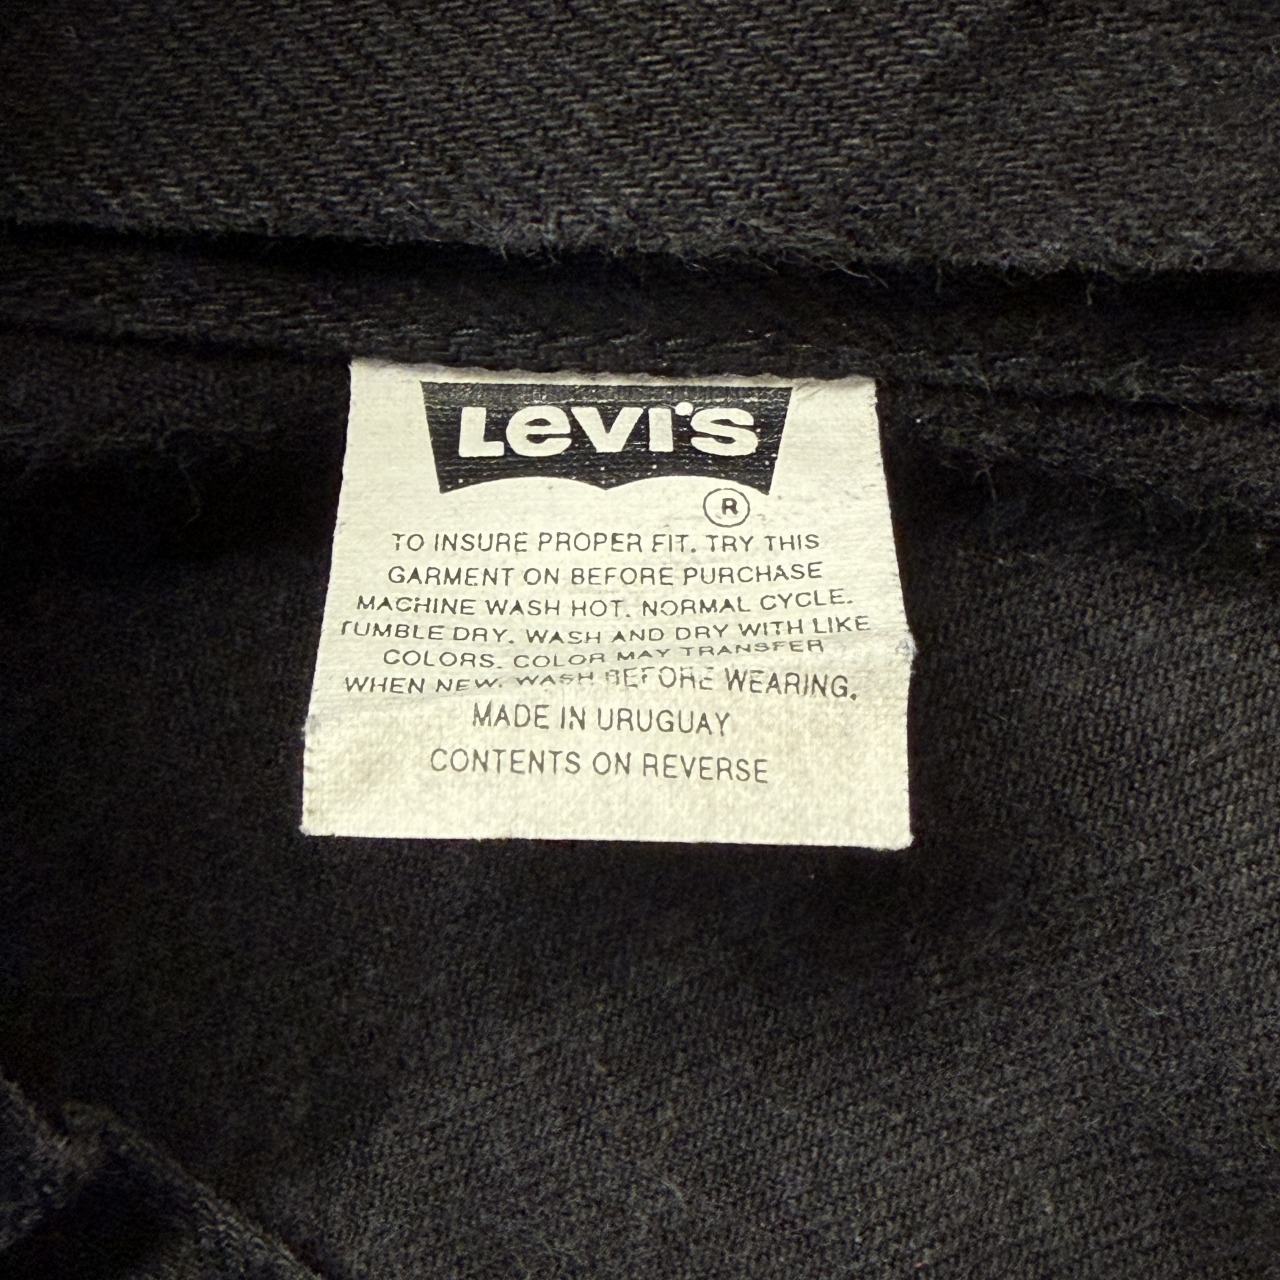 Levi's
R
TO INSURE PROPER FIT. TRY THIS
GARMENT ON BEFORE PURCHASE
MACHINE WASH HOT. NORMAL CYCLE.
TUMBLE DRY. WASH AND DRY WITH LIKE
COLORS. COLOR MAY TRANSFER
WHEN NEW. WASH BEFORE WEARING.
MADE IN URUGUAY
CONTENTS ON REVERSE